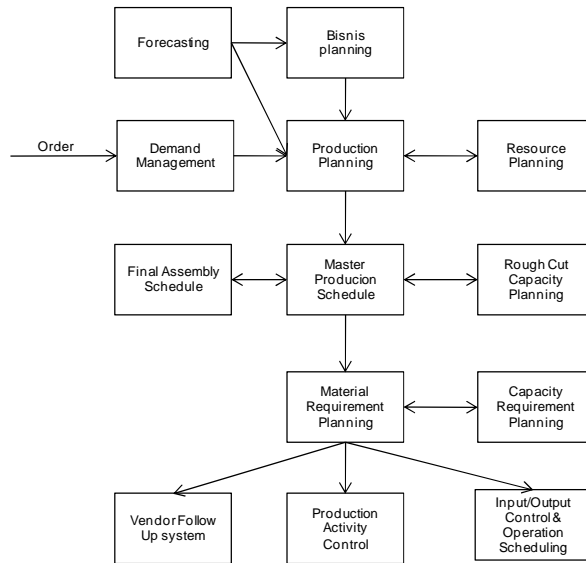 Forecasting
Bisnis
planning
Order
Demand
Management
Production
Planning
Resource
Planning
Final Assembly
Schedule
Master
Producion
Schedule
Rough Cut
Capacity
Planning
Material
Requirement
Planning
Capacity
Requirement
Planning
Vendor Follow
Up system
Production
Activity
Control
Input/Output
Control &
Operation
Scheduling